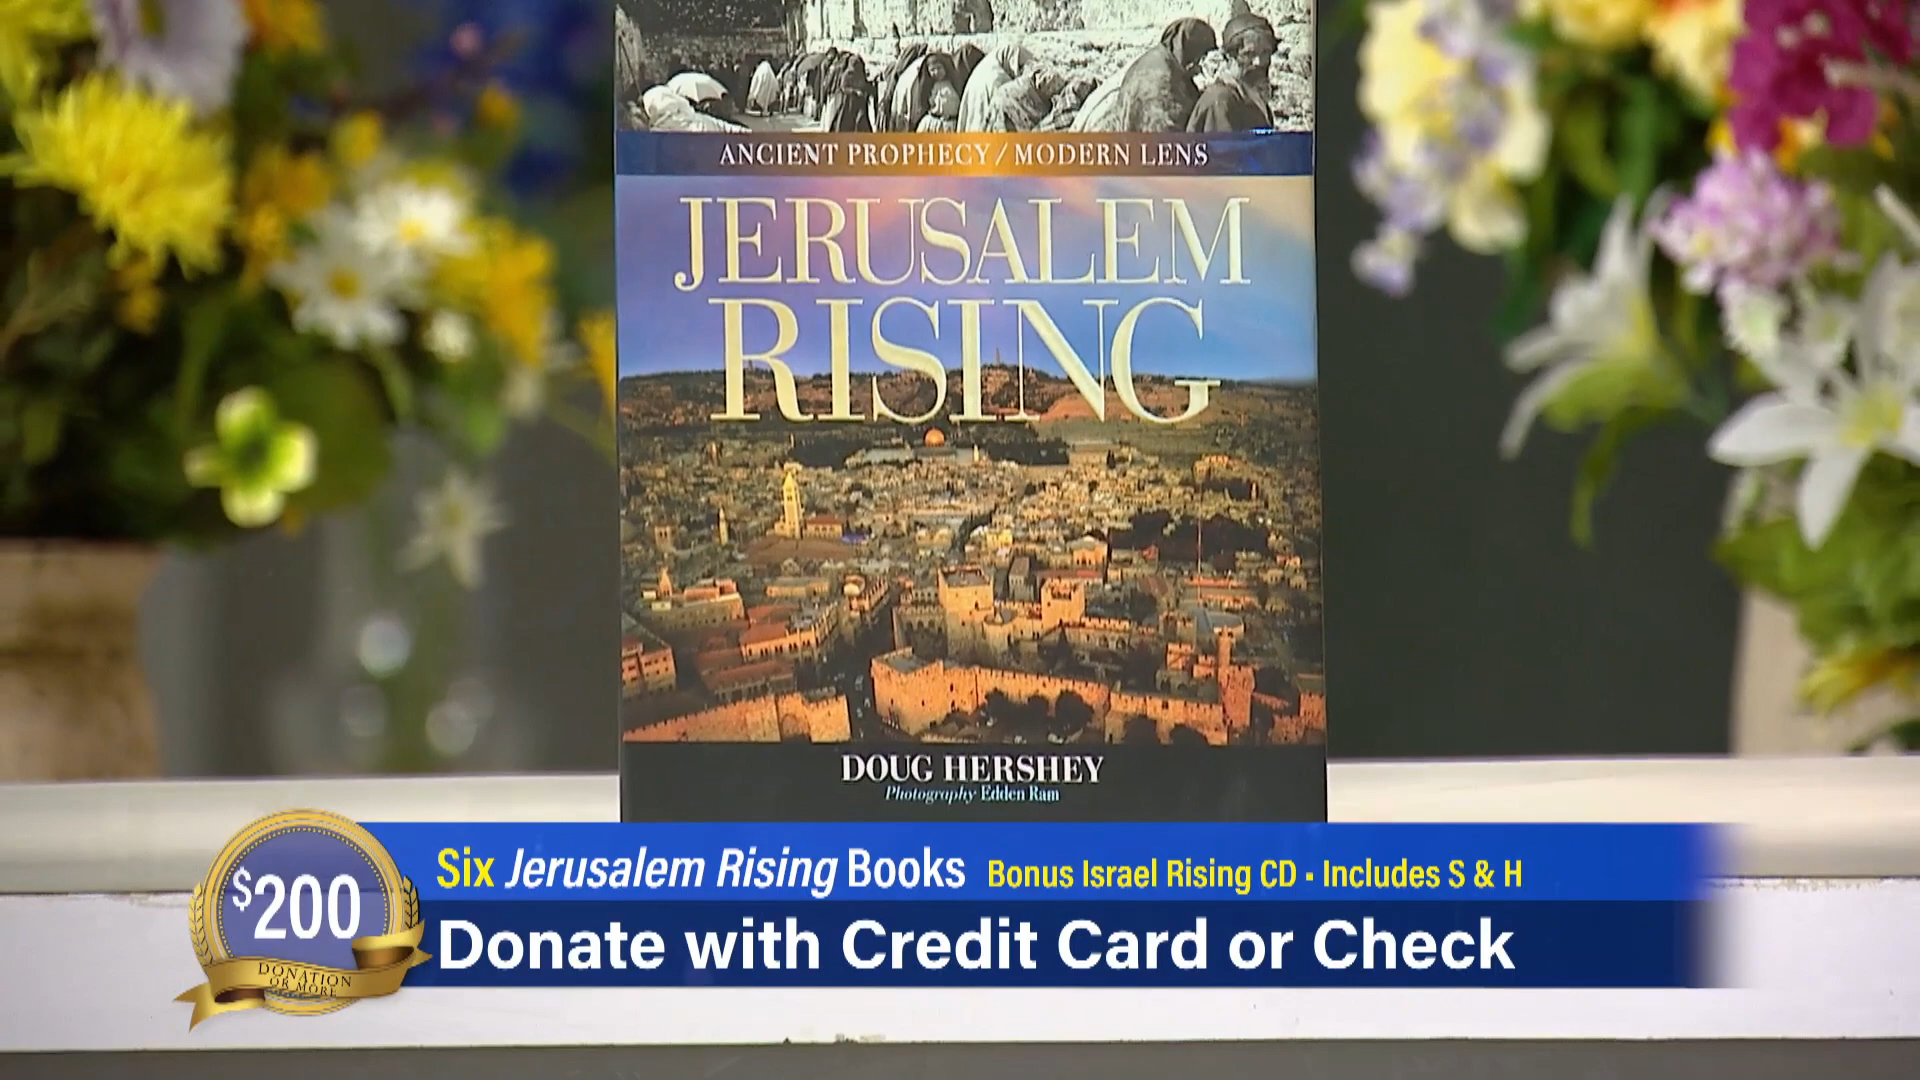 ANCIENT PROPHECY / MODERN LENS
JERUSALEM
RISING
DOUG HERSHEY
Photography Edden Ram
$200
DONATION
OR MORE
Six Jerusalem Rising Books Bonus Israel Rising CD · Includes S & H
Donate with Credit Card or Check